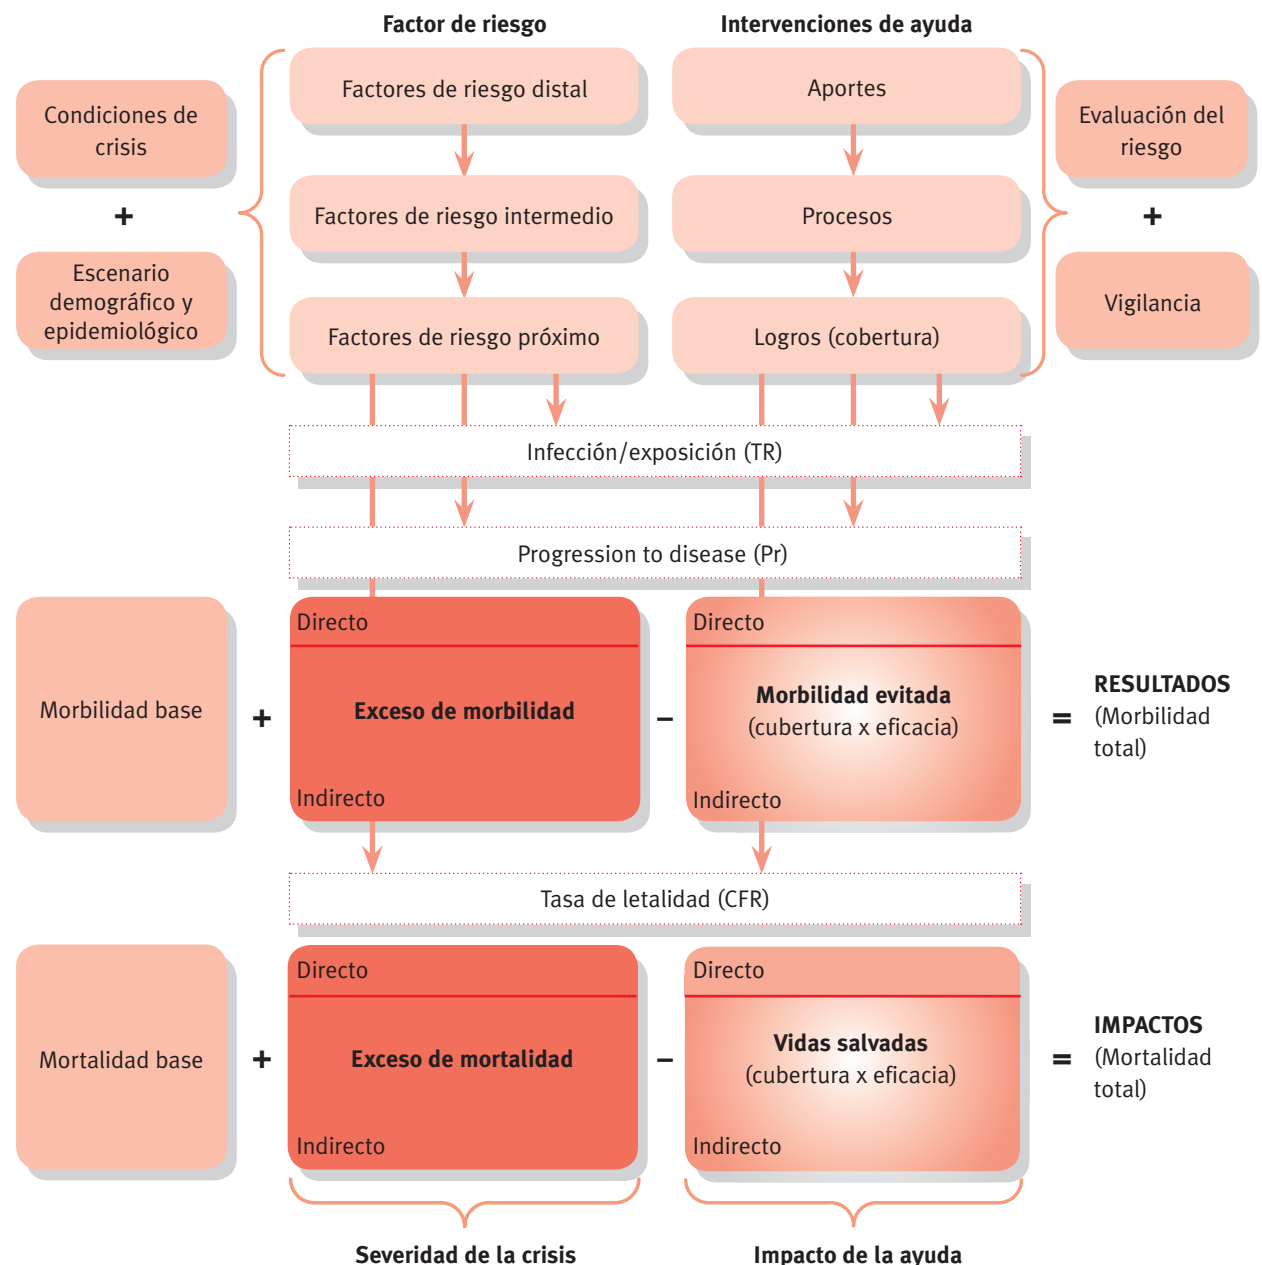 Factor de riesgo
Intervenciones de ayuda
Condiciones de
crisis
+
Escenario
demográfico y
epidemiológico
Factores de riesgo distal
Factores de riesgo intermedio
Factores de riesgo próximo
Aportes
Procesos
Logros (cobertura)
Evaluación del
riesgo
+
Vigilancia
Infección/exposición (TR)
Progression to disease (Pr)
Morbilidad base
+
Directo
Exceso de morbilidad
Indirecto
–
Directo
Morbilidad evitada
(cubertura x eficacia)
Indirecto
=
RESULTADOS
(Morbilidad
total)
Tasa de letalidad (CFR)
Mortalidad base
+
Directo
Exceso de mortalidad
Indirecto
–
Directo
Vidas salvadas
(cubertura x eficacia)
Indirecto
=
IMPACTOS
(Mortalidad
total)
Severidad de la crisis
Impacto de la ayuda